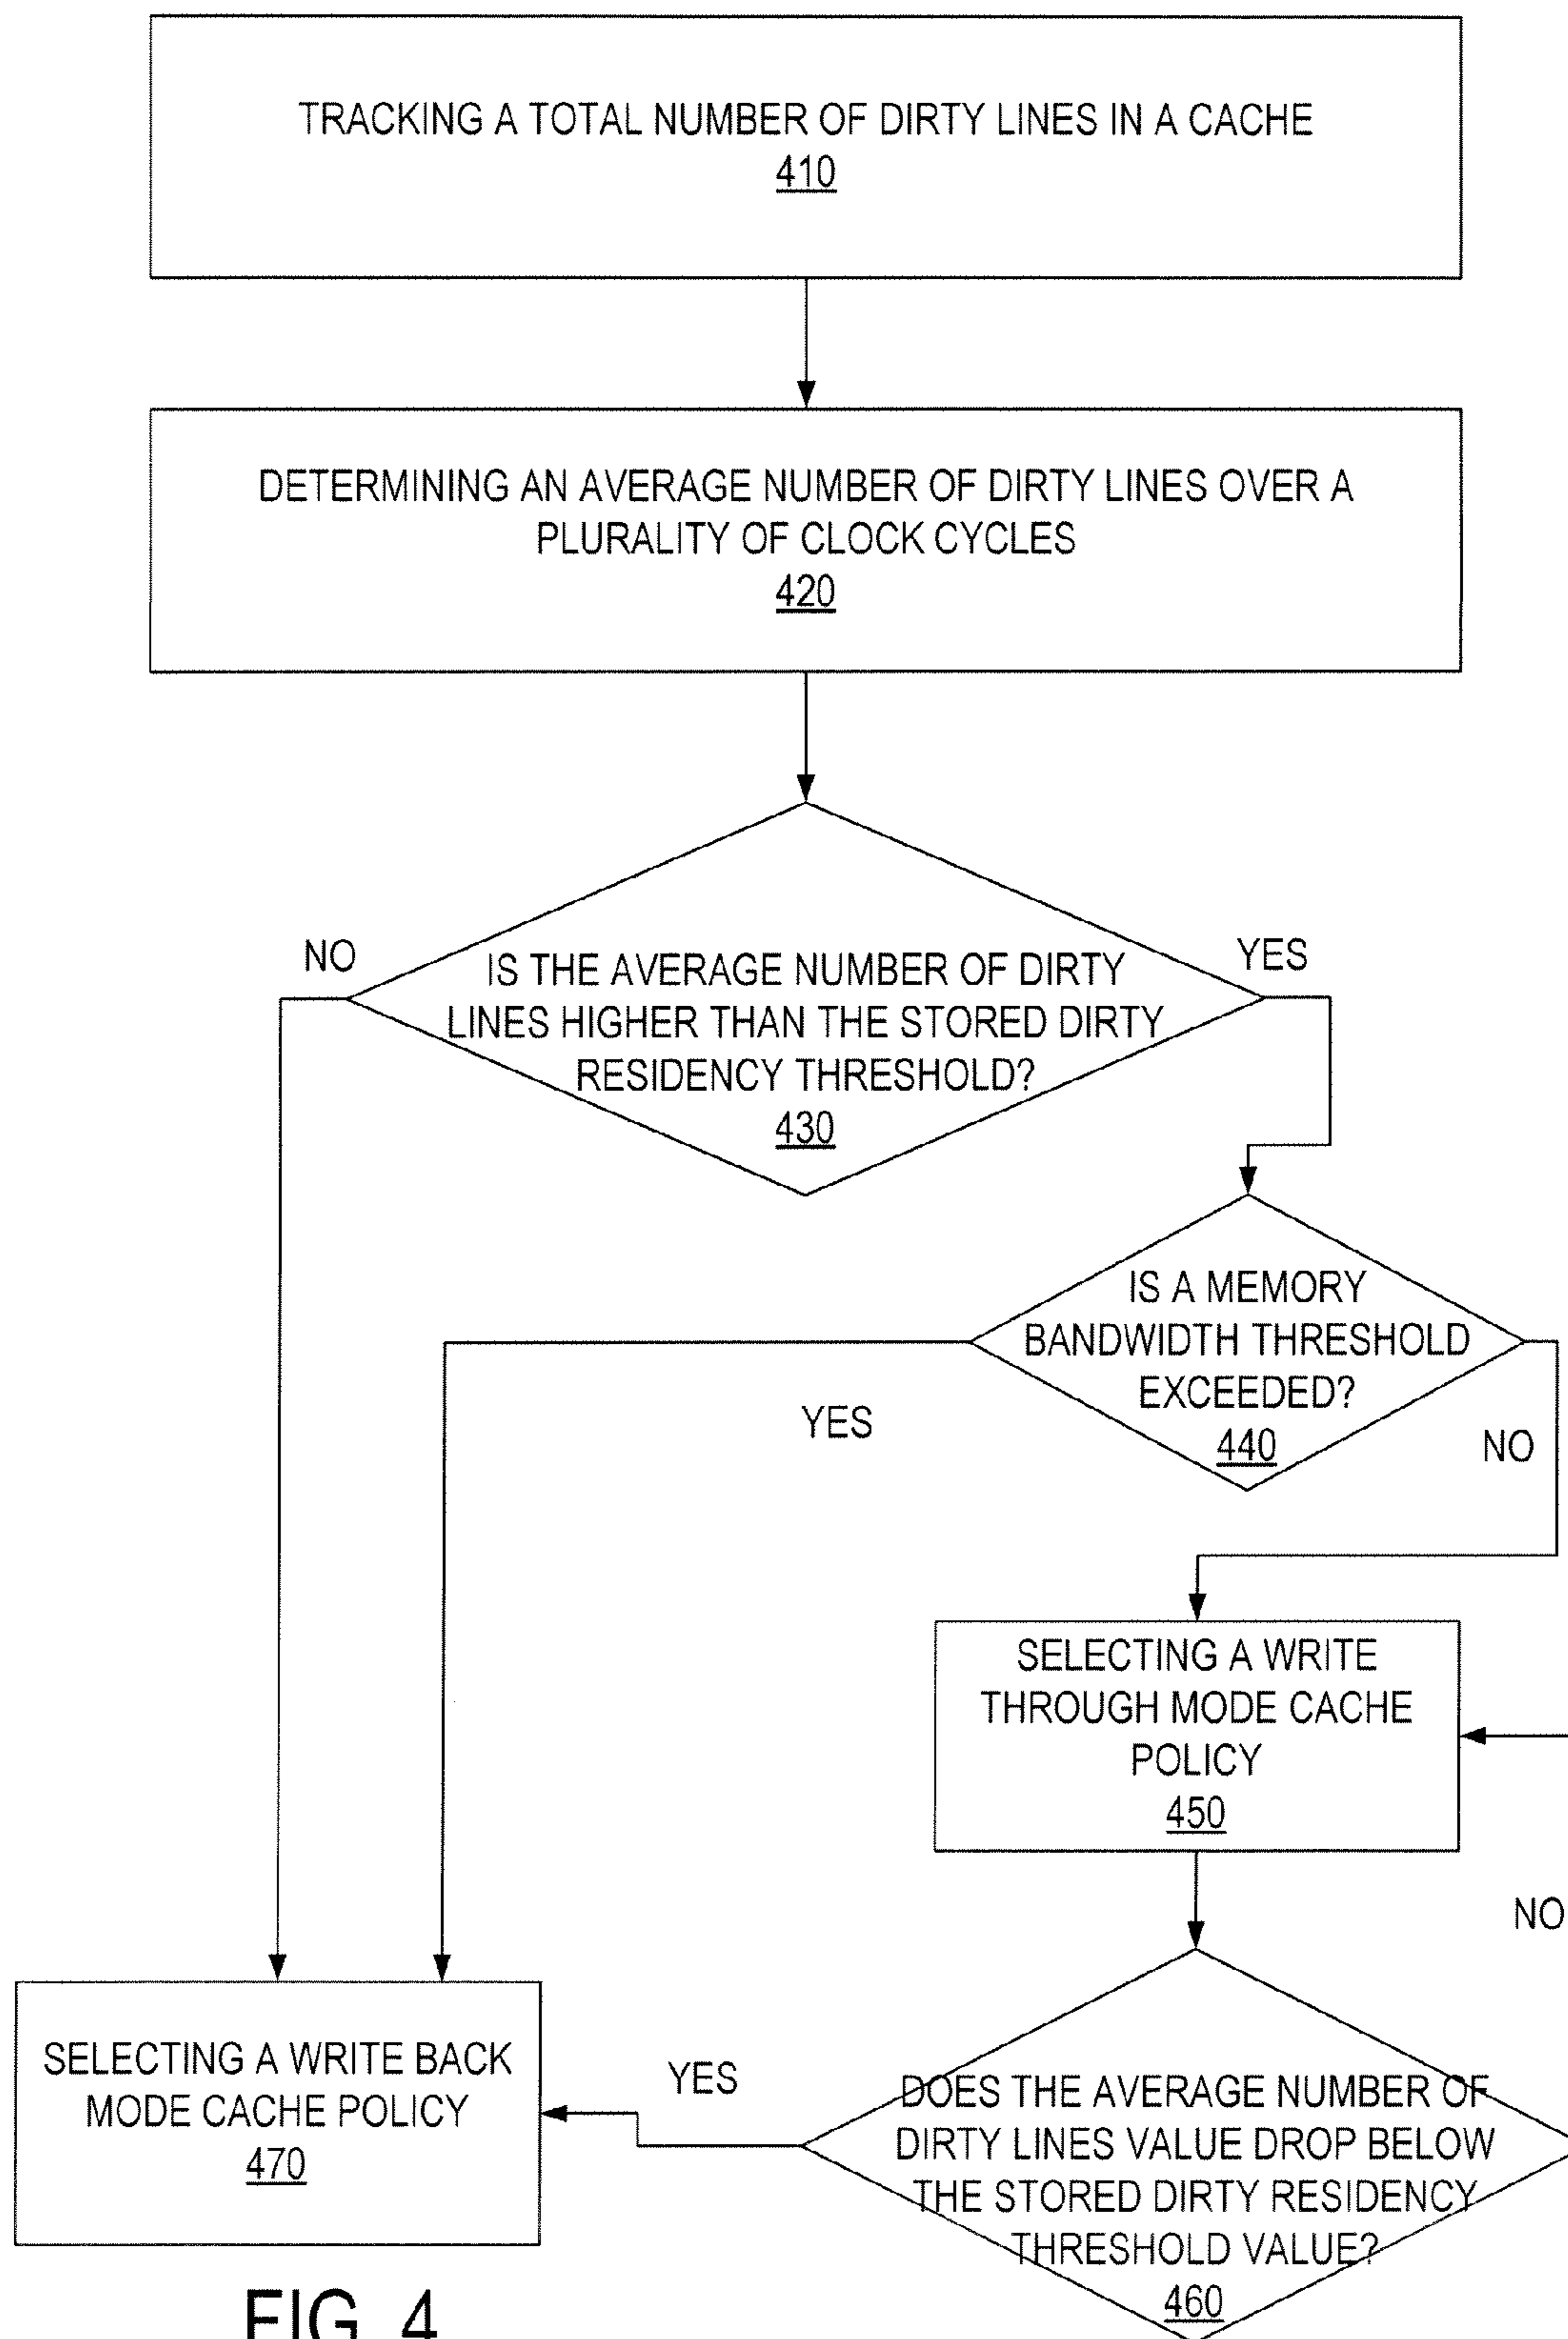 TRACKING A TOTAL NUMBER OF DIRTY LINES IN A CACHE
410
DETERMINING AN AVERAGE NUMBER OF DIRTY LINES OVER A
PLURALITY OF CLOCK CYCLES
420
NO
YES
IS THE AVERAGE NUMBER OF DIRTY
LINES HIGHER THAN THE STORED DIRTY
RESIDENCY THRESHOLD?
430
IS A MEMORY
BANDWIDTH THRESHOLD
EXCEEDED?
440
YES
NO
SELECTING A WRITE
THROUGH MODE CACHE
POLICY
450
NO
SELECTING A WRITE BACK
MODE CACHE POLICY
470
YES
DOES THE AVERAGE NUMBER OF
DIRTY LINES VALUE DROP BELOW
THE STORED DIRTY RESIDENCY
THRESHOLD VALUE?
460
FIG. 4